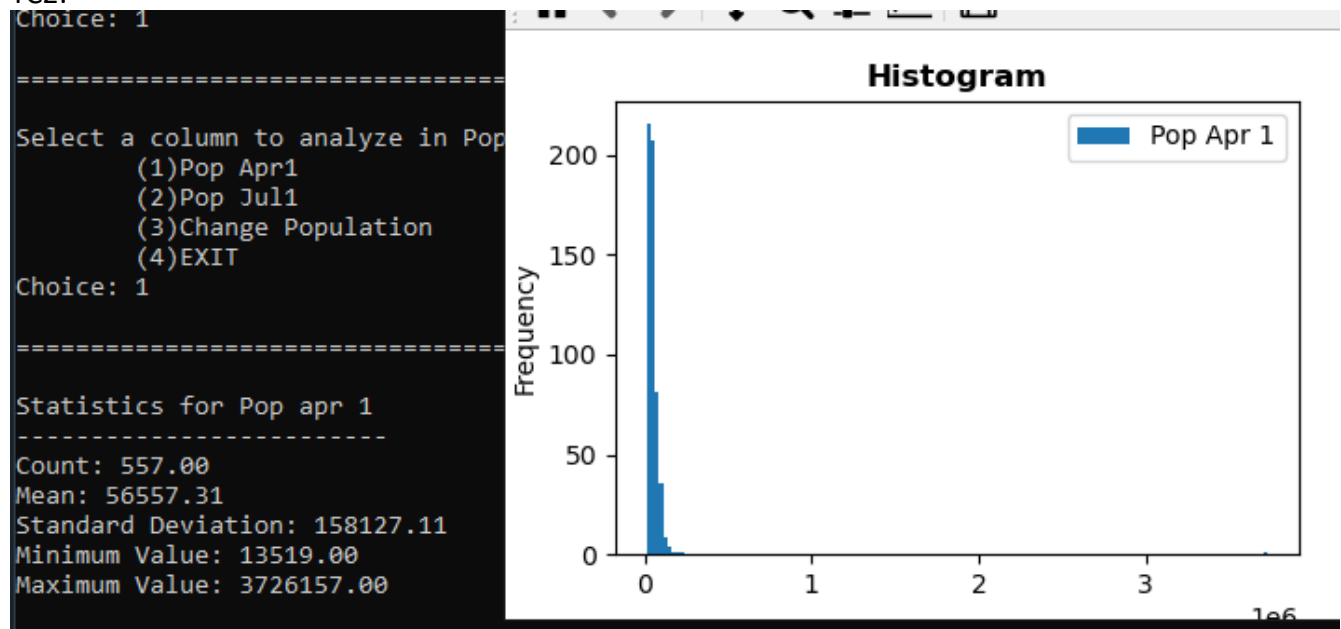 Choice: 1
==================================
Select a column to analyze in Pop
(1)Pop Apr1
(2)Pop Jul1
(3)Change Population
(4)EXIT
Choice: 1
==================================
Statistics for Pop apr 1
-------------------------
Count: 557.00
Mean: 56557.31
Standard Deviation: 158127.11
Minimum Value: 13519.00
Maximum Value: 3726157.00
Histogram
Pop Apr 1
Frequency
200
150
100
50
0
0 1 2 3
1e6